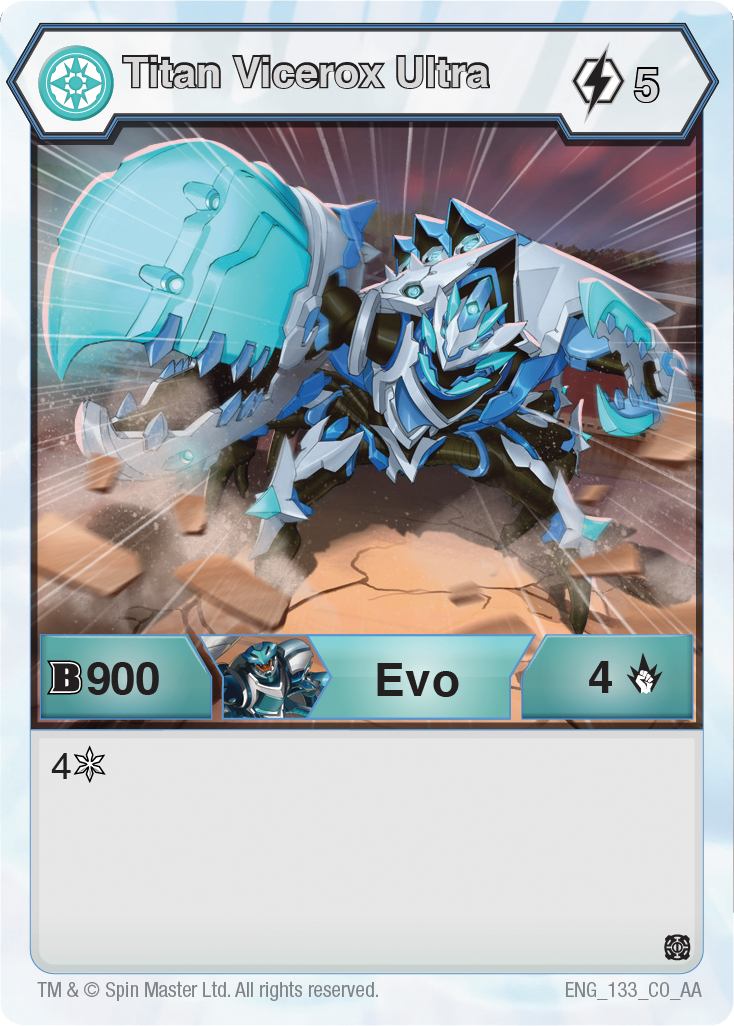 Titan Vicerox Ultra
5
B 900
Evo
4
4
TM & © Spin Master Ltd. All rights reserved.
ENG_133_CO_AA